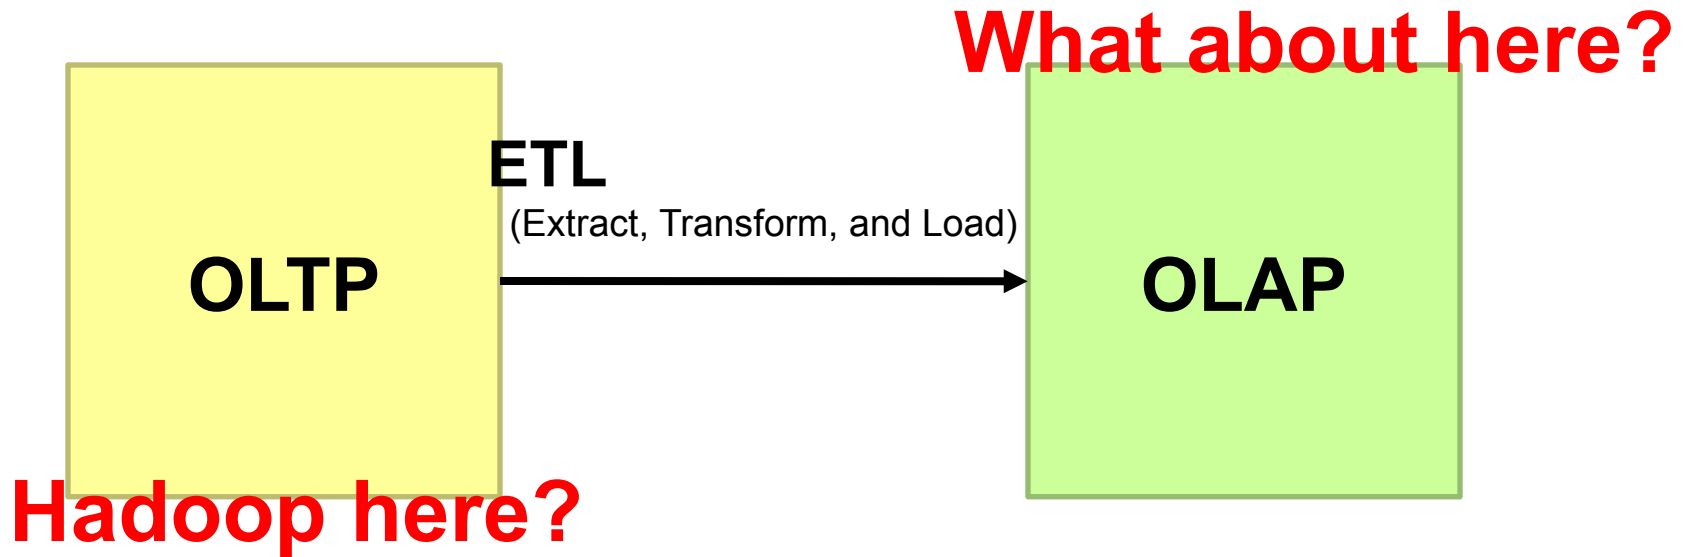 What about here?
ETL
(Extract, Transform, and Load)
OLTP
OLAP
Hadoop here?